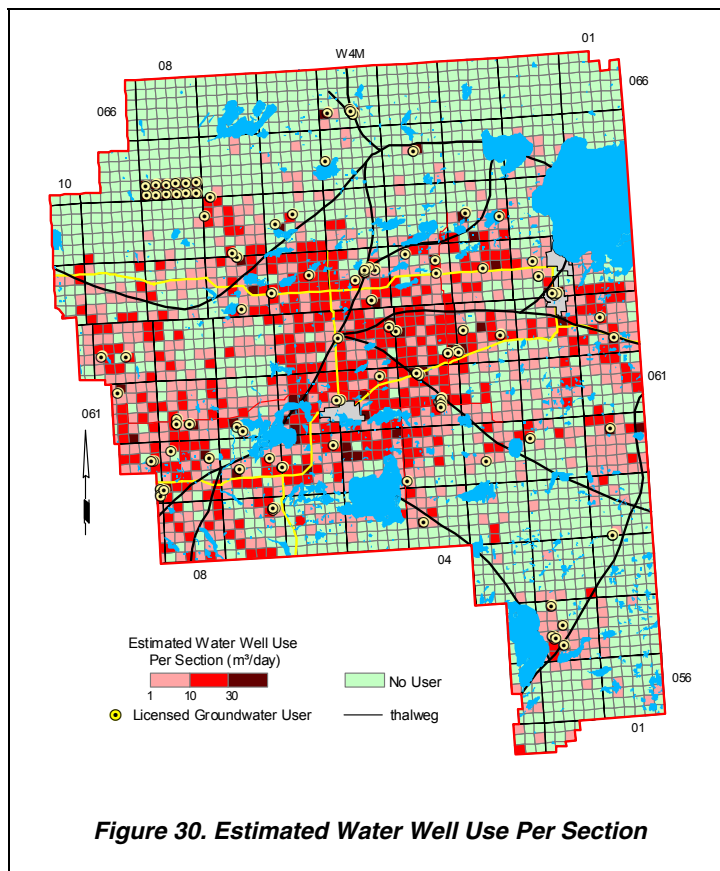 01
W4M
08
066
066
10
061
061
04
08
Estimated Water Well Use
Per Section (m³/day)
1 10 30
No User
Licensed Groundwater User
thalweg
056
01
Figure 30. Estimated Water Well Use Per Section